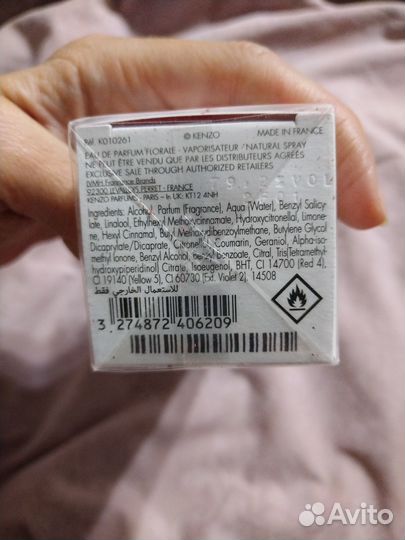 Réf. K010261 © KENZO MADE IN FRANCE
EAU DE PARFUM FLORALE - VAPORISATEUR / NATURAL SPRAY
NE PEUT ÊTRE VENDU QUE PAR LES DISTRIBUTEURS AGRÉÉS
EXCLUSIVE SALE THROUGH AUTHORIZED RETAILERS
LVMH Fragrance Brands
92300 LEVALLOIS PERRET - FRANCE
KENZO PARFUMS - PARIS - In UK: KT12 4NH
Ingredients: Alcohol, Parfum (Fragrance), Aqua (Water), Benzyl Salicy-
late, Linalool, Ethylhexyl Methoxycinnamate, Hydroxycitronellal, Limo-
nene, Hexyl Cinnamal, Butyl Methoxydibenzoylmethane, Butylene Glycol
Dicaprylate/Dicaprate, Citronellol, Coumarin, Geraniol, Alpha-iso-
methyl Ionone, Benzyl Alcohol, Benzyl benzoate, Citral, Tris(Tetramethyl-
hydroxypiperidinol) Citrate, Isoeugenol, BHT, CI 14700 (Red 4),
CI 19140 (Yellow 5), CI 60730 (Ext. Violet 2). 14508
للاستعمال الخارجي فقط
3 274872 406209
Avito